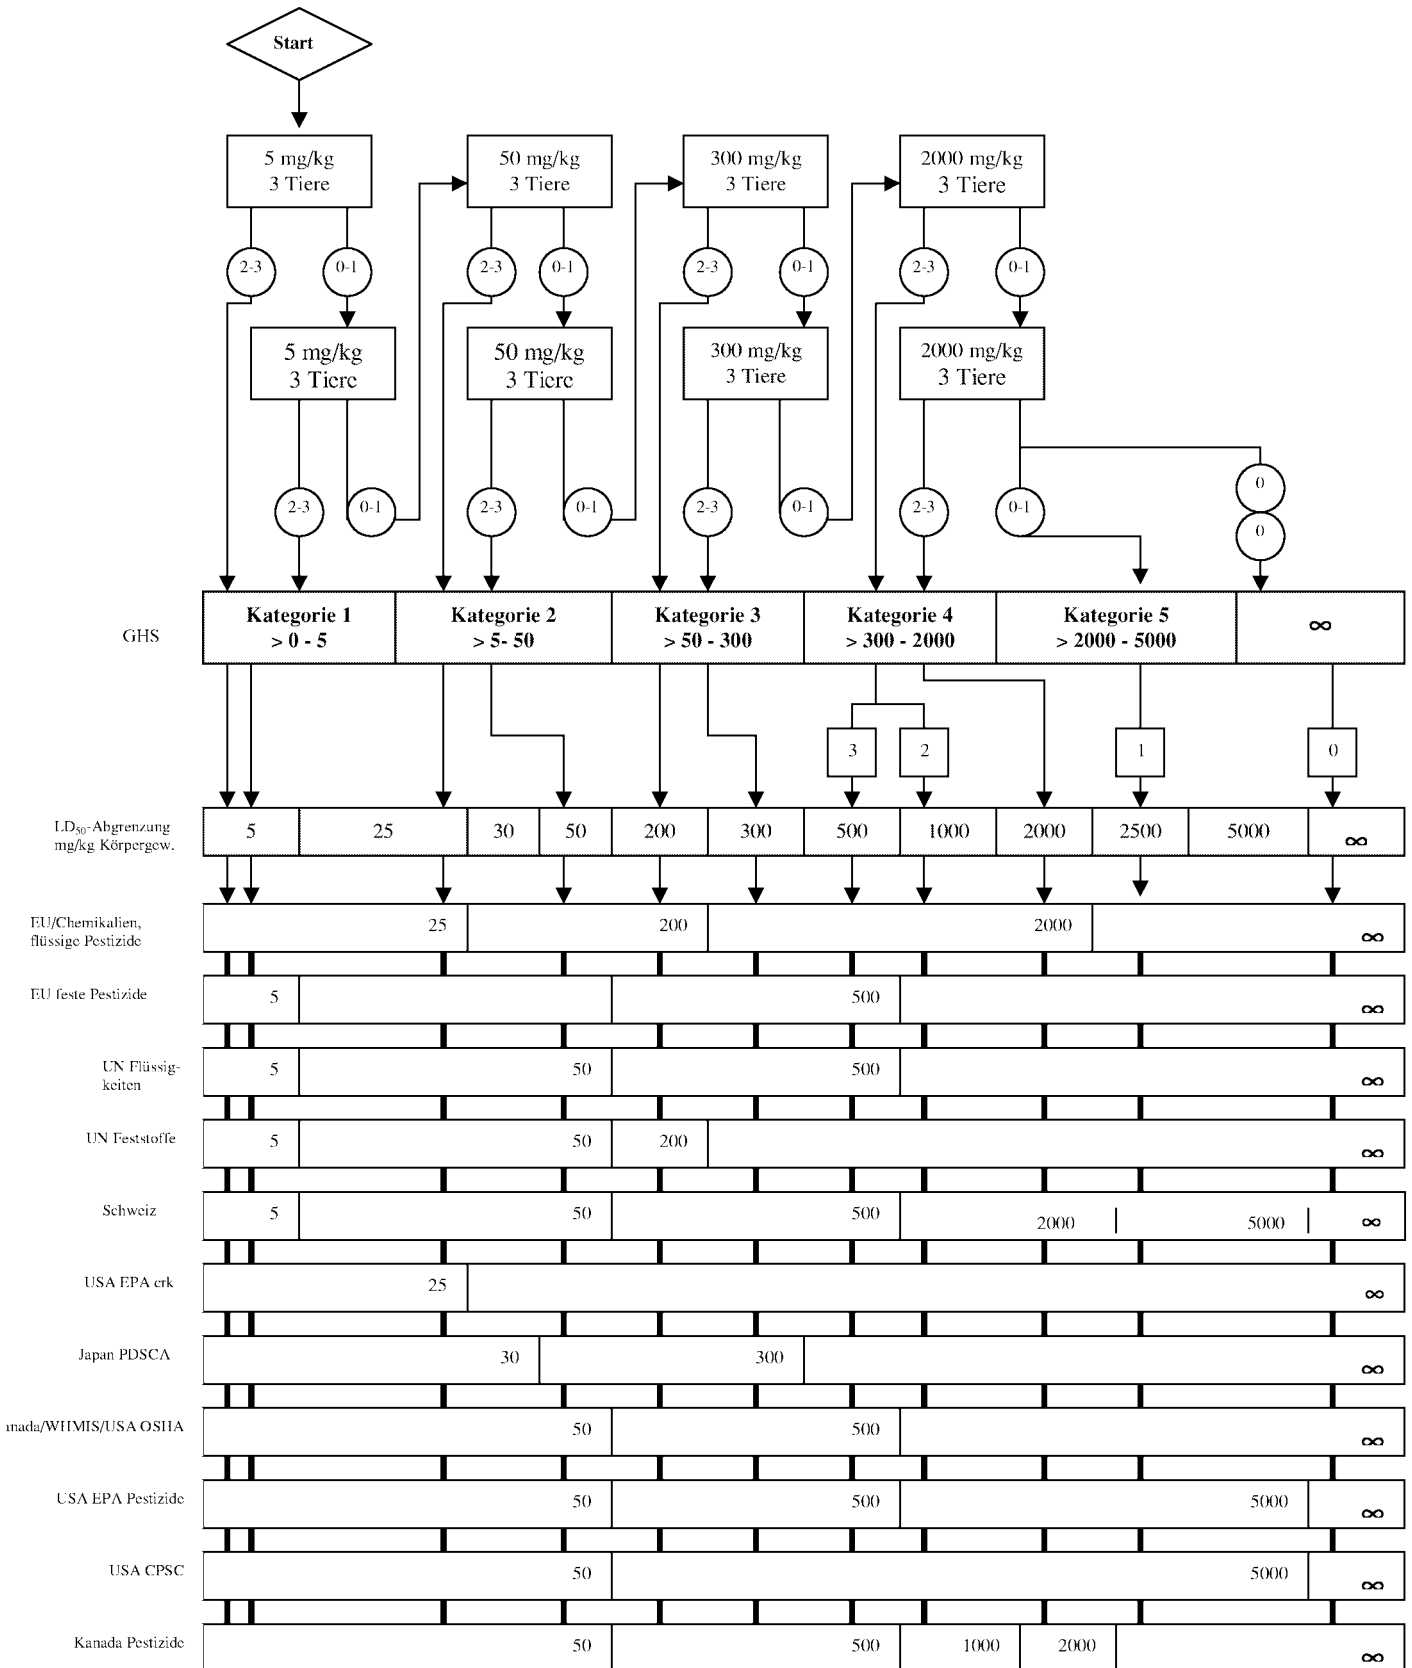 Start
5 mg/kg
3 Tiere
50 mg/kg
3 Tiere
300 mg/kg
3 Tiere
2000 mg/kg
3 Tiere
2-3
0-1
2-3
0-1
2-3
0-1
2-3
0-1
5 mg/kg
3 Tiere
50 mg/kg
3 Tiere
300 mg/kg
3 Tiere
2000 mg/kg
3 Tiere
2-3
0-1
2-3
0-1
2-3
0-1
2-3
0-1
0
0
GHS
Kategorie 1
> 0 - 5
Kategorie 2
> 5- 50
Kategorie 3
> 50 - 300
Kategorie 4
> 300 - 2000
Kategorie 5
> 2000 - 5000
∞
3
2
1
0
LD50-Abgrenzung
mg/kg Körpergew.
5 25 30 50 200 300 500 1000 2000 2500 5000 ∞
EU/Chemikalien,
flüssige Pestizide
25 200 2000 ∞
EU feste Pestizide
5 500 ∞
UN Flüssig-
keiten
5 50 500 ∞
UN Feststoffe
5 50 200 ∞
Schweiz
5 50 500 2000 5000 ∞
USA EPA crk
25 ∞
Japan PDSCA
30 300 ∞
nada/WHMIS/USA OSHA
50 500 ∞
USA EPA Pestizide
50 500 5000 ∞
USA CPSC
50 5000 ∞
Kanada Pestizide
50 500 1000 2000 ∞